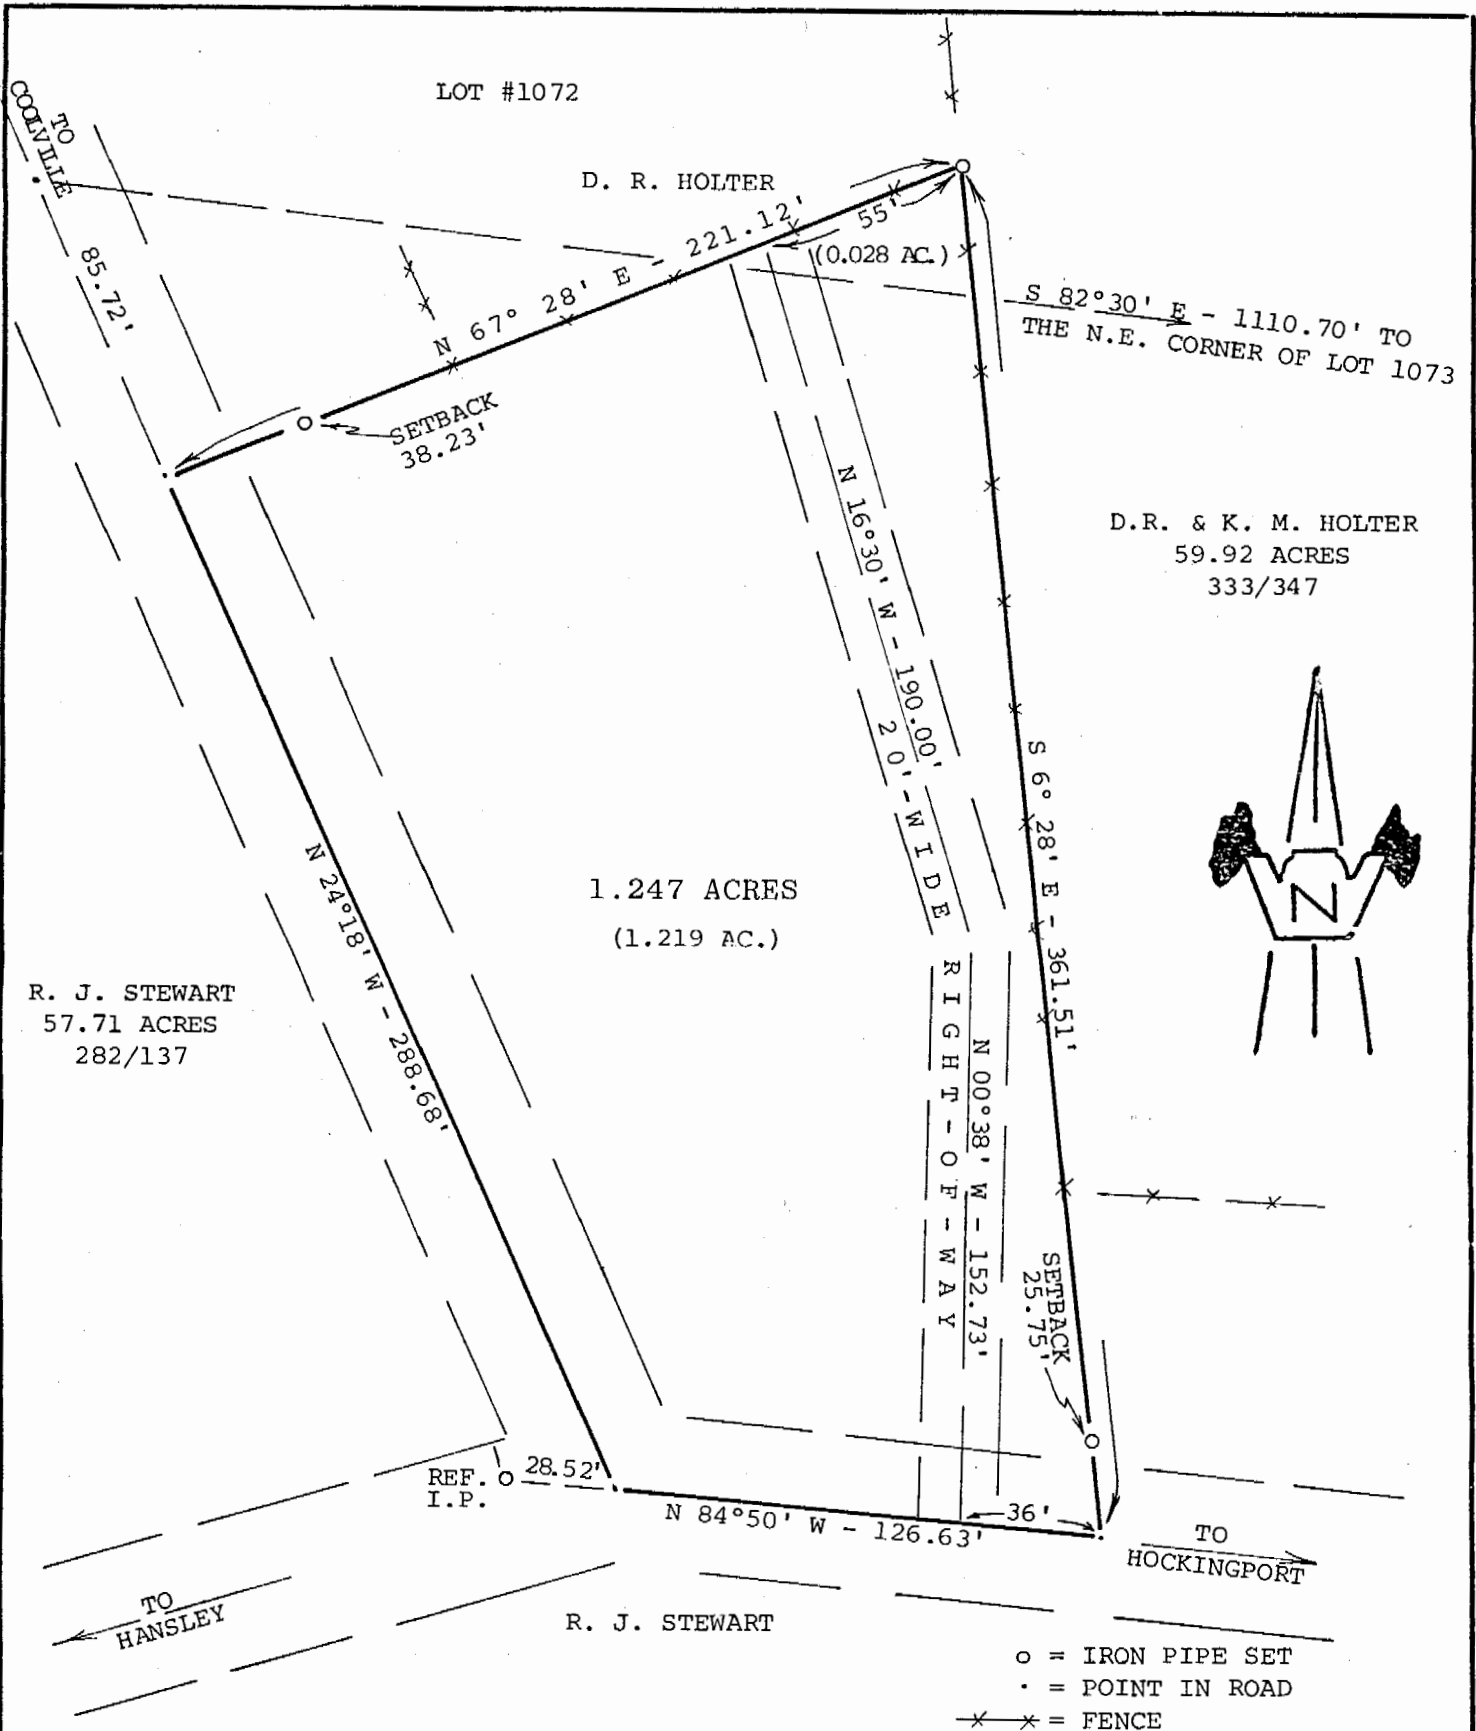 LOT #1072
TO
COOLVILLE
85.72'
D. R. HOLTER
N 67° 28' E - 221.12'
55'
(0.028 AC.)
S 82°30' E - 1110.70' TO
THE N.E. CORNER OF LOT 1073
SETBACK
38.23'
N 16°30' W - 190.00'
20'-WIDE RIGHT-OF-WAY
D.R. & K. M. HOLTER
59.92 ACRES
333/347
S 6° 28' E - 361.51'
N
N 24°18' W - 288.68'
1.247 ACRES
(1.219 AC.)
R. J. STEWART
57.71 ACRES
282/137
N 00°38' W - 152.73'
SETBACK
25.75'
REF.
I.P.
28.52'
N 84°50' W - 126.63'
36'
TO
HOCKINGPORT
TO
HANSLEY
R. J. STEWART
o = IRON PIPE SET
· = POINT IN ROAD
x x = FENCE